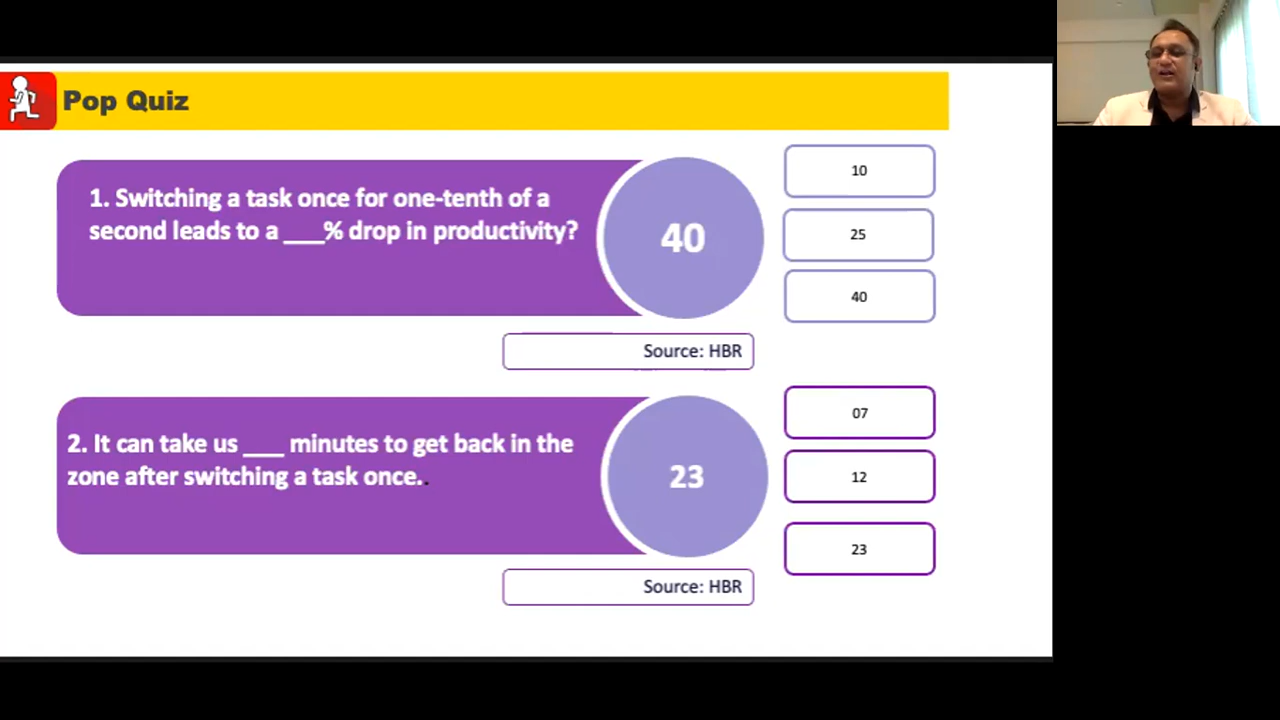 Pop Quiz
1. Switching a task once for one-tenth of a
second leads to a ___% drop in productivity?
40
10
25
40
Source: HBR
2. It can take us ___ minutes to get back in the
zone after switching a task once..
23
07
12
23
Source: HBR